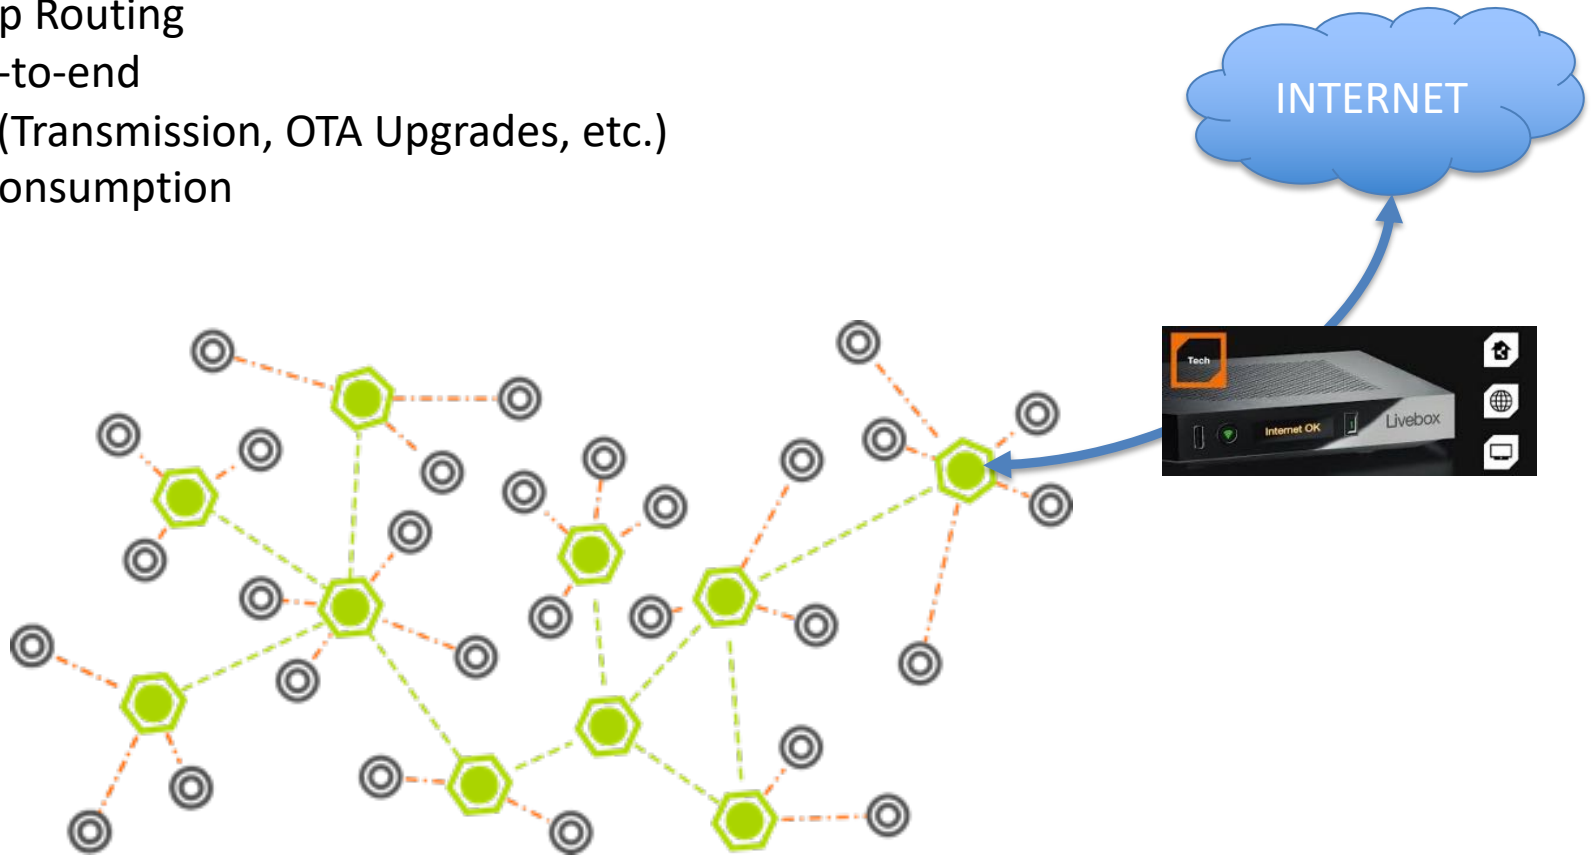 p Routing
-to-end
(Transmission, OTA Upgrades, etc.)
onsumption
INTERNET
Tech
Internet OK
Livebox